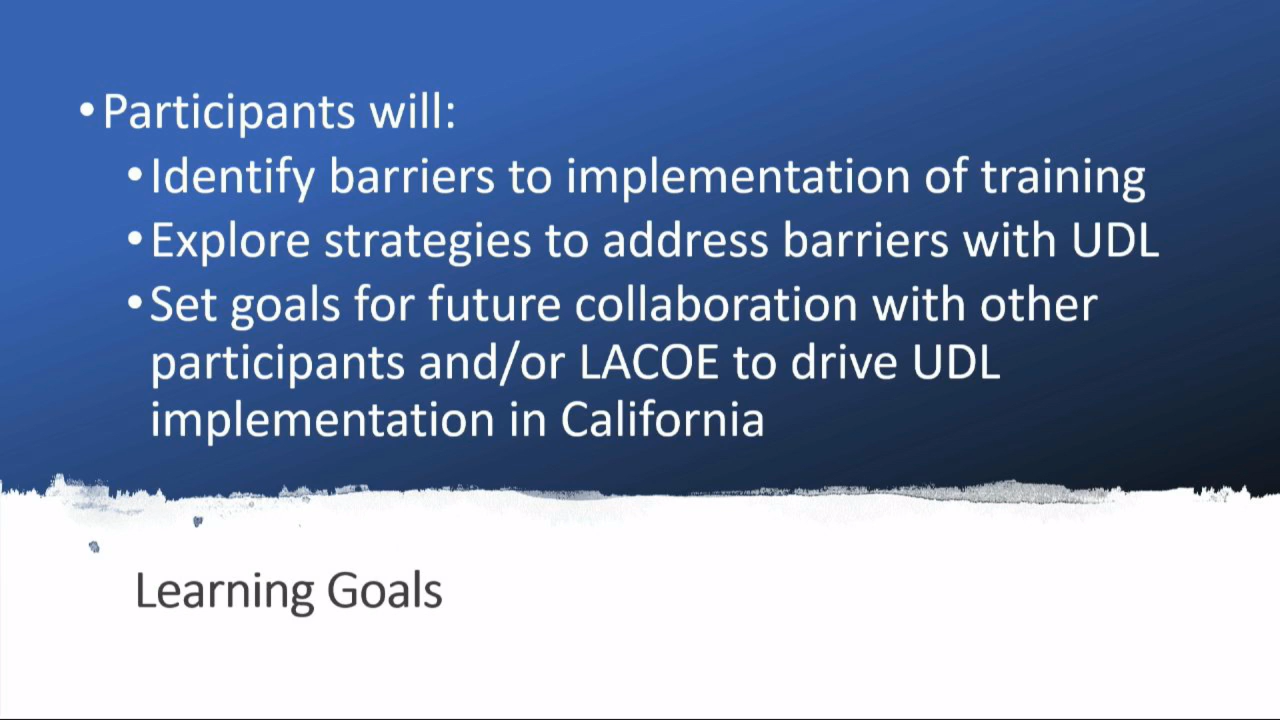 • Participants will:
• Identify barriers to implementation of training
• Explore strategies to address barriers with UDL
• Set goals for future collaboration with other
participants and/or LACOE to drive UDL
implementation in California
Learning Goals